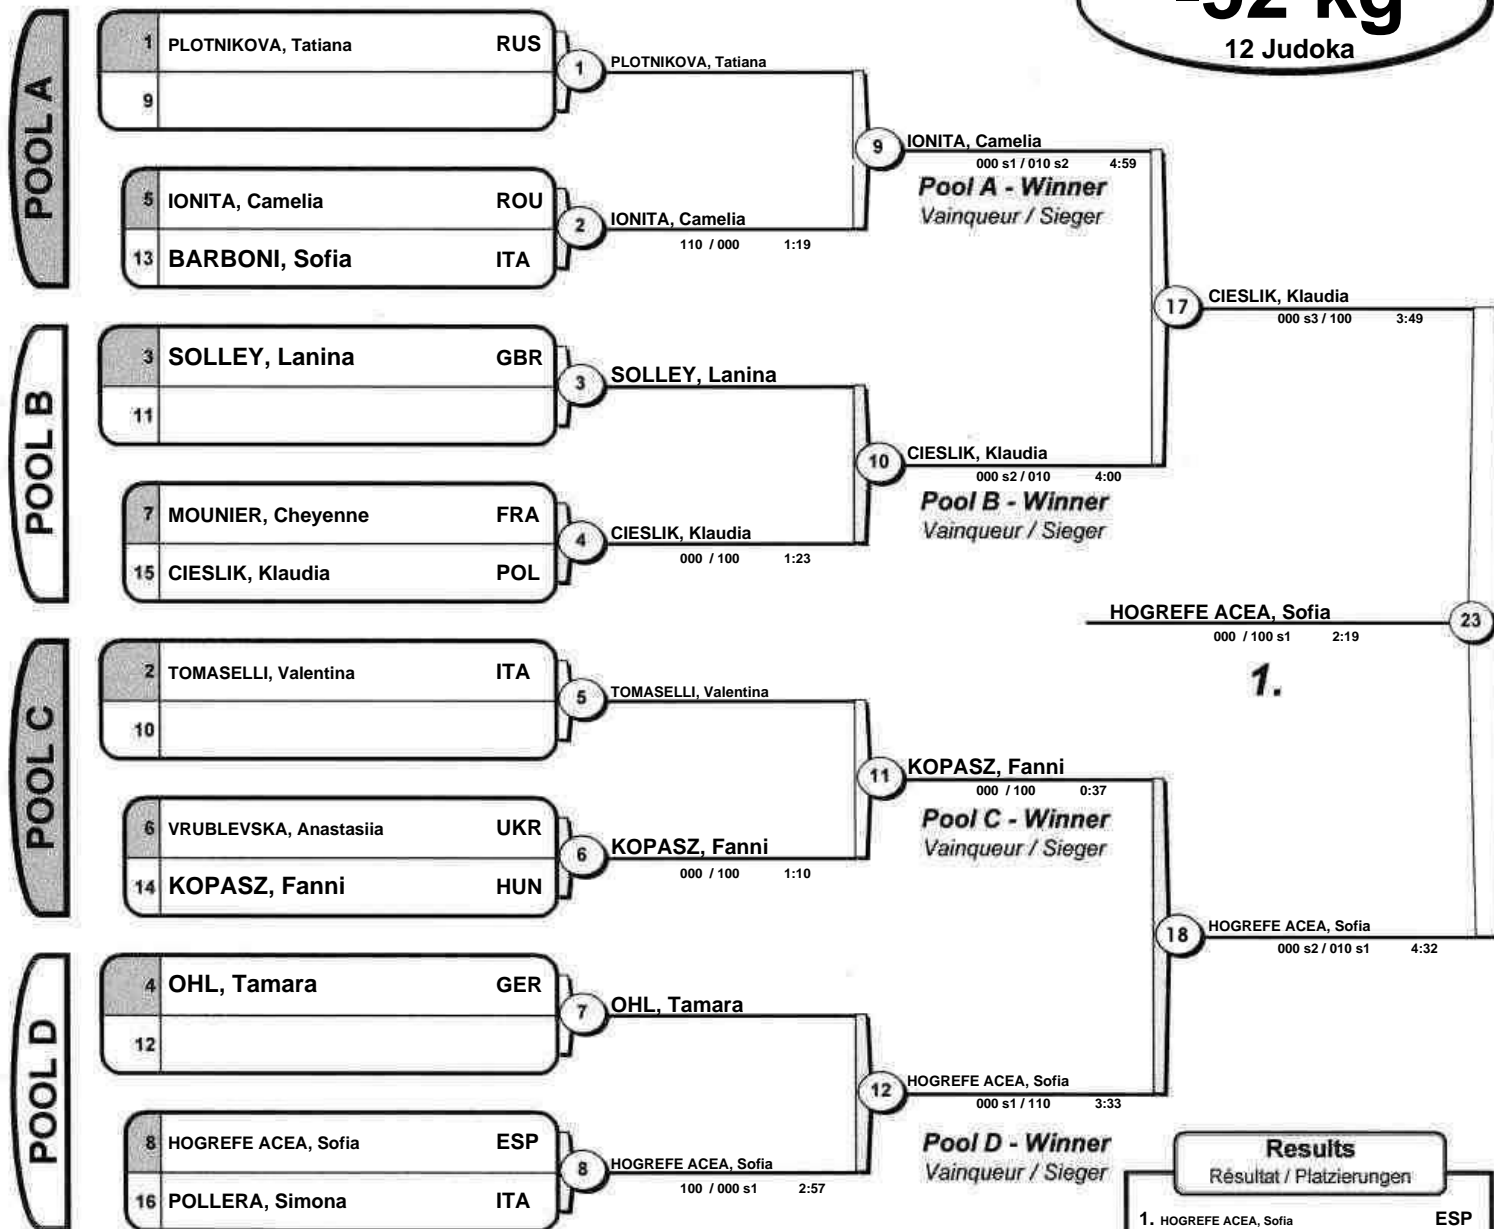 -52 kg
12 Judoka
POOL A
1 PLOTNIKOVA, Tatiana RUS
9
1 PLOTNIKOVA, Tatiana
5 IONITA, Camelia ROU
13 BARBONI, Sofia ITA
2 IONITA, Camelia
110 / 000 1:19
9 IONITA, Camelia
000 s1 / 010 s2 4:59
Pool A - Winner
Vainqueur / Sieger
POOL B
3 SOLLEY, Lanina GBR
11
3 SOLLEY, Lanina
7 MOUNIER, Cheyenne FRA
15 CIESLIK, Klaudia POL
4 CIESLIK, Klaudia
000 / 100 1:23
10 CIESLIK, Klaudia
000 s2 / 010 4:00
Pool B - Winner
Vainqueur / Sieger
17 CIESLIK, Klaudia
000 s3 / 100 3:49
HOGREFE ACEA, Sofia 23
000 / 100 s1 2:19
1.
POOL C
2 TOMASELLI, Valentina ITA
10
5 TOMASELLI, Valentina
6 VRUBLEVSKA, Anastasiia UKR
14 KOPASZ, Fanni HUN
6 KOPASZ, Fanni
000 / 100 1:10
11 KOPASZ, Fanni
000 / 100 0:37
Pool C - Winner
Vainqueur / Sieger
POOL D
4 OHL, Tamara GER
12
7 OHL, Tamara
8 HOGREFE ACEA, Sofia ESP
16 POLLERA, Simona ITA
8 HOGREFE ACEA, Sofia
100 / 000 s1 2:57
12 HOGREFE ACEA, Sofia
000 s1 / 110 3:33
Pool D - Winner
Vainqueur / Sieger
18 HOGREFE ACEA, Sofia
000 s2 / 010 s1 4:32
Results
Résultat / Platzierungen
1. HOGREFE ACEA, Sofia ESP